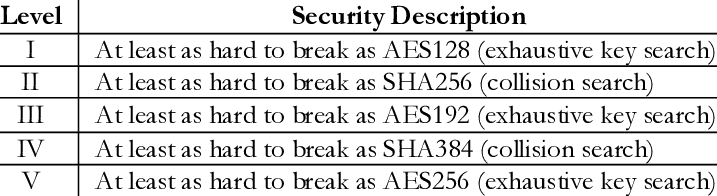 Level Security Description
I At least as hard to break as AES128 (exhaustive key search)
II At least as hard to break as SHA256 (collision search)
III At least as hard to break as AES192 (exhaustive key search)
IV At least as hard to break as SHA384 (collision search)
V At least as hard to break as AES256 (exhaustive key search)